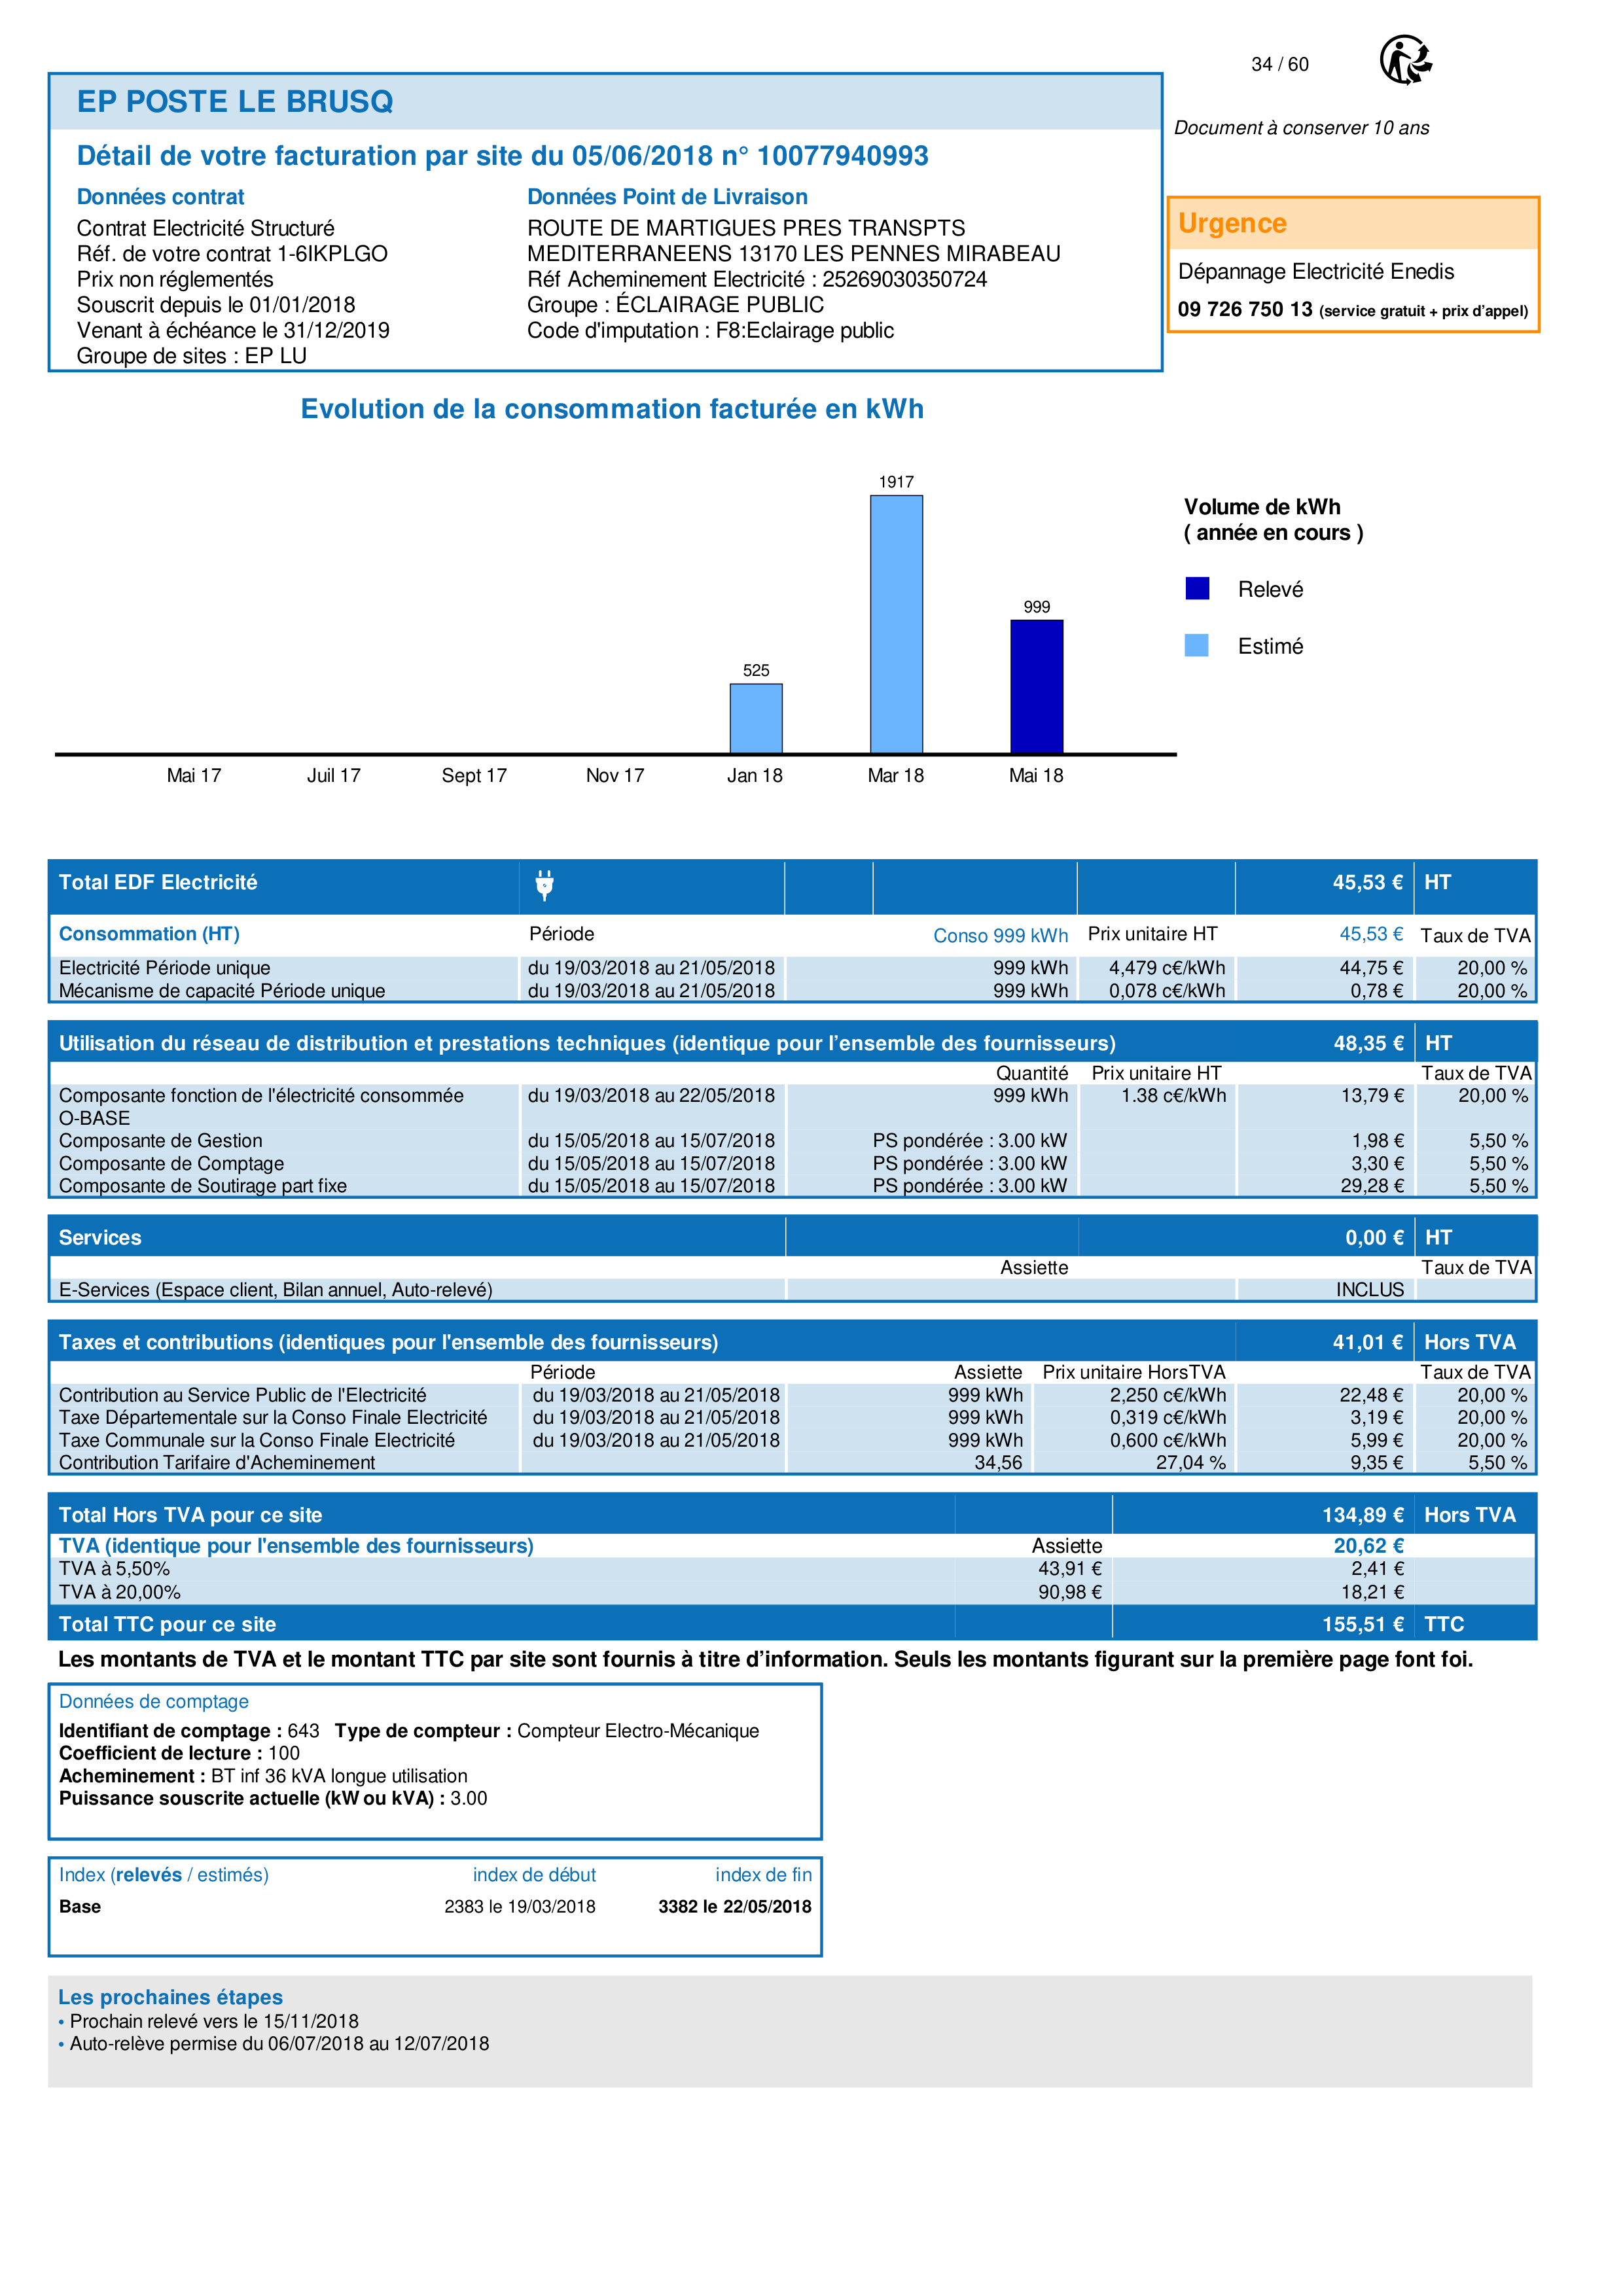 34 / 60
EP POSTE LE BRUSQ
Document à conserver 10 ans
Détail de votre facturation par site du 05/06/2018 n° 10077940993
Données contrat
Contrat Electricité Structuré
Réf. de votre contrat 1-6IKPLGO
Prix non réglementés
Souscrit depuis le 01/01/2018
Venant à échéance le 31/12/2019
Groupe de sites : EP LU
Données Point de Livraison
ROUTE DE MARTIGUES PRES TRANSPTS
MEDITERRANEENS 13170 LES PENNES MIRABEAU
Réf Acheminement Electricité : 25269030350724
Groupe : ÉCLAIRAGE PUBLIC
Code d'imputation : F8:Eclairage public
Urgence
Dépannage Electricité Enedis
09 726 750 13 (service gratuit + prix d’appel)
Evolution de la consommation facturée en kWh
1917
999
525
Mai 17 Juil 17 Sept 17 Nov 17 Jan 18 Mar 18 Mai 18
Volume de kWh
( année en cours )
Relevé
Estimé
Total EDF Electricité 45,53 € HT
Consommation (HT) Période Conso 999 kWh Prix unitaire HT 45,53 € Taux de TVA
Electricité Période unique du 19/03/2018 au 21/05/2018 999 kWh 4,479 c€/kWh 44,75 € 20,00 %
Mécanisme de capacité Période unique du 19/03/2018 au 21/05/2018 999 kWh 0,078 c€/kWh 0,78 € 20,00 %
Utilisation du réseau de distribution et prestations techniques (identique pour l’ensemble des fournisseurs) 48,35 € HT
Quantité Prix unitaire HT Taux de TVA
Composante fonction de l'électricité consommée du 19/03/2018 au 22/05/2018 999 kWh 1.38 c€/kWh 13,79 € 20,00 %
O-BASE
Composante de Gestion du 15/05/2018 au 15/07/2018 PS pondérée : 3.00 kW 1,98 € 5,50 %
Composante de Comptage du 15/05/2018 au 15/07/2018 PS pondérée : 3.00 kW 3,30 € 5,50 %
Composante de Soutirage part fixe du 15/05/2018 au 15/07/2018 PS pondérée : 3.00 kW 29,28 € 5,50 %
Services 0,00 € HT
Assiette Taux de TVA
E-Services (Espace client, Bilan annuel, Auto-relevé) INCLUS
Taxes et contributions (identiques pour l'ensemble des fournisseurs) 41,01 € Hors TVA
Période Assiette Prix unitaire HorsTVA Taux de TVA
Contribution au Service Public de l'Electricité du 19/03/2018 au 21/05/2018 999 kWh 2,250 c€/kWh 22,48 € 20,00 %
Taxe Départementale sur la Conso Finale Electricité du 19/03/2018 au 21/05/2018 999 kWh 0,319 c€/kWh 3,19 € 20,00 %
Taxe Communale sur la Conso Finale Electricité du 19/03/2018 au 21/05/2018 999 kWh 0,600 c€/kWh 5,99 € 20,00 %
Contribution Tarifaire d'Acheminement 34,56 27,04 % 9,35 € 5,50 %
Total Hors TVA pour ce site 134,89 € Hors TVA
TVA (identique pour l'ensemble des fournisseurs) Assiette 20,62 €
TVA à 5,50% 43,91 € 2,41 €
TVA à 20,00% 90,98 € 18,21 €
Total TTC pour ce site 155,51 € TTC
Les montants de TVA et le montant TTC par site sont fournis à titre d’information. Seuls les montants figurant sur la première page font foi.
Données de comptage
Identifiant de comptage : 643 Type de compteur : Compteur Electro-Mécanique
Coefficient de lecture : 100
Acheminement : BT inf 36 kVA longue utilisation
Puissance souscrite actuelle (kW ou kVA) : 3.00
Index (relevés / estimés) index de début index de fin
Base 2383 le 19/03/2018 3382 le 22/05/2018
Les prochaines étapes
• Prochain relevé vers le 15/11/2018
• Auto-relève permise du 06/07/2018 au 12/07/2018